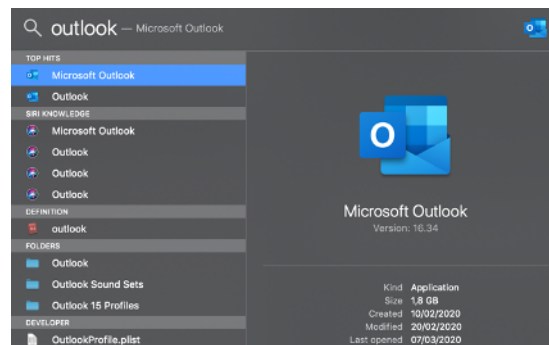 outlook — Microsoft Outlook
TOP HITS
Microsoft Outlook
Outlook
SIRI KNOWLEDGE
Microsoft Outlook
Outlook
Outlook
Outlook
DEFINITION
outlook
FOLDERS
Outlook
Outlook Sound Sets
Outlook 15 Profiles
DEVELOPER
OutlookProfile.plist
O
Microsoft Outlook
Version: 16.34
Kind Application
Size 1,8 GB
Created 10/02/2020
Modified 20/02/2020
Last opened 07/03/2020